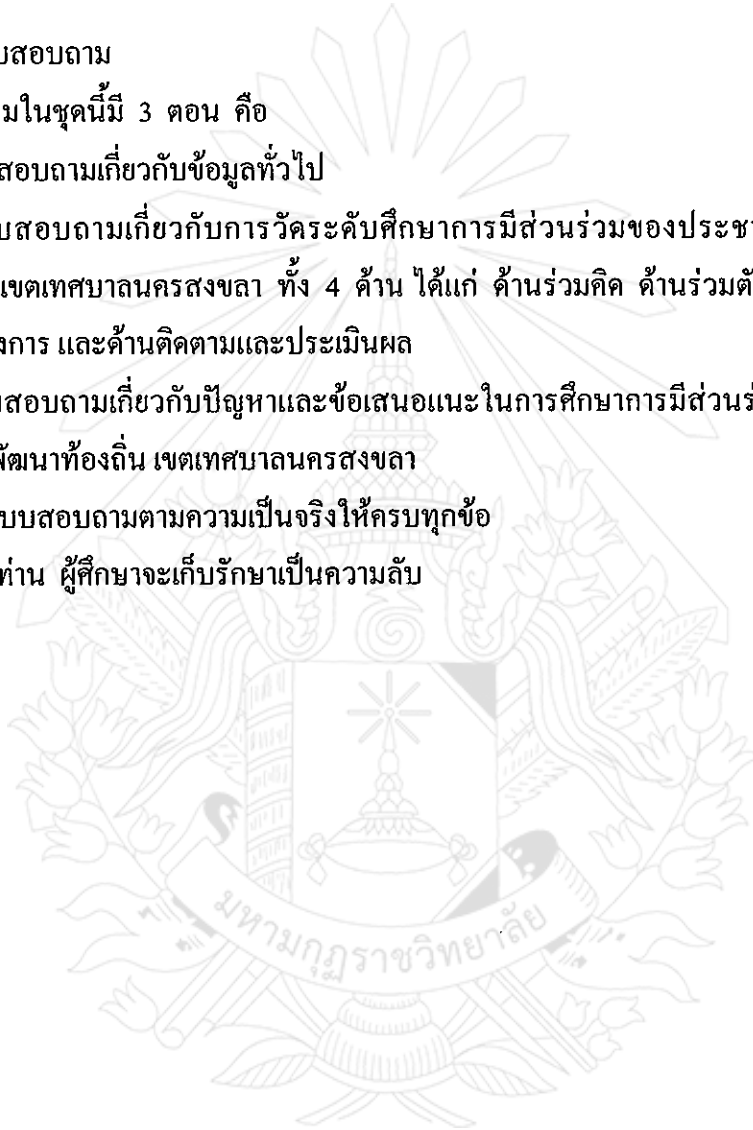 บสอบถาม
มในชุดนี้มี 3 ตอน คือ
สอบถามเกี่ยวกับข้อมูลทั่วไป
บสอบถามเกี่ยวกับการวัดระดับศึกษาการมีส่วนร่วมของประชา
เขตเทศบาลนครสงขลา ทั้ง 4 ด้าน ได้แก่ ด้านร่วมคิด ด้านร่วมตั
งการ และด้านติดตามและประเมินผล
บสอบถามเกี่ยวกับปัญหาและข้อเสนอแนะในการศึกษาการมีส่วนร่
พัฒนาท้องถิ่น เขตเทศบาลนครสงขลา
บบสอบถามตามความเป็นจริงให้ครบทุกข้อ
ท่าน ผู้ศึกษาจะเก็บรักษาเป็นความลับ
มหามกุฏราชวิทยาลัย